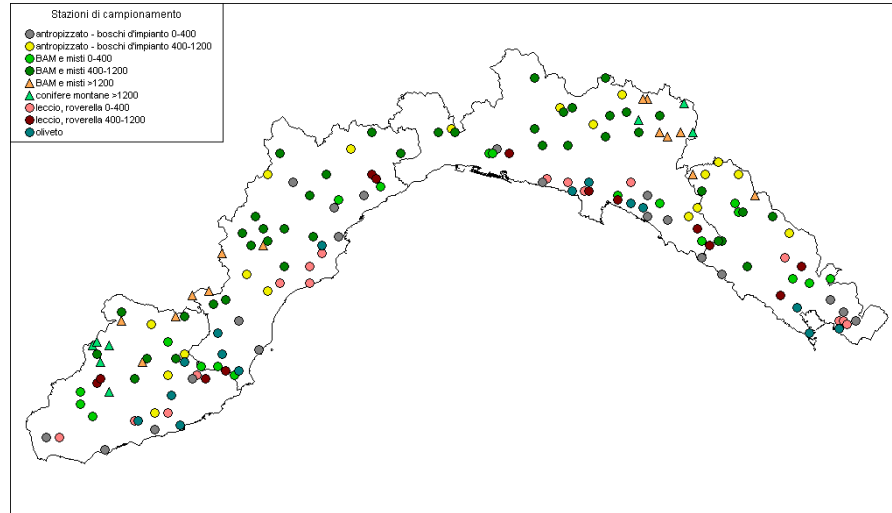 Stazioni di campionamento
antropizzato - boschi d'impianto 0-400
antropizzato - boschi d'impianto 400-1200
BAM e misti 0-400
BAM e misti 400-1200
BAM e misti >1200
conifere montane >1200
leccio, roverella 0-400
leccio, roverella 400-1200
oliveto